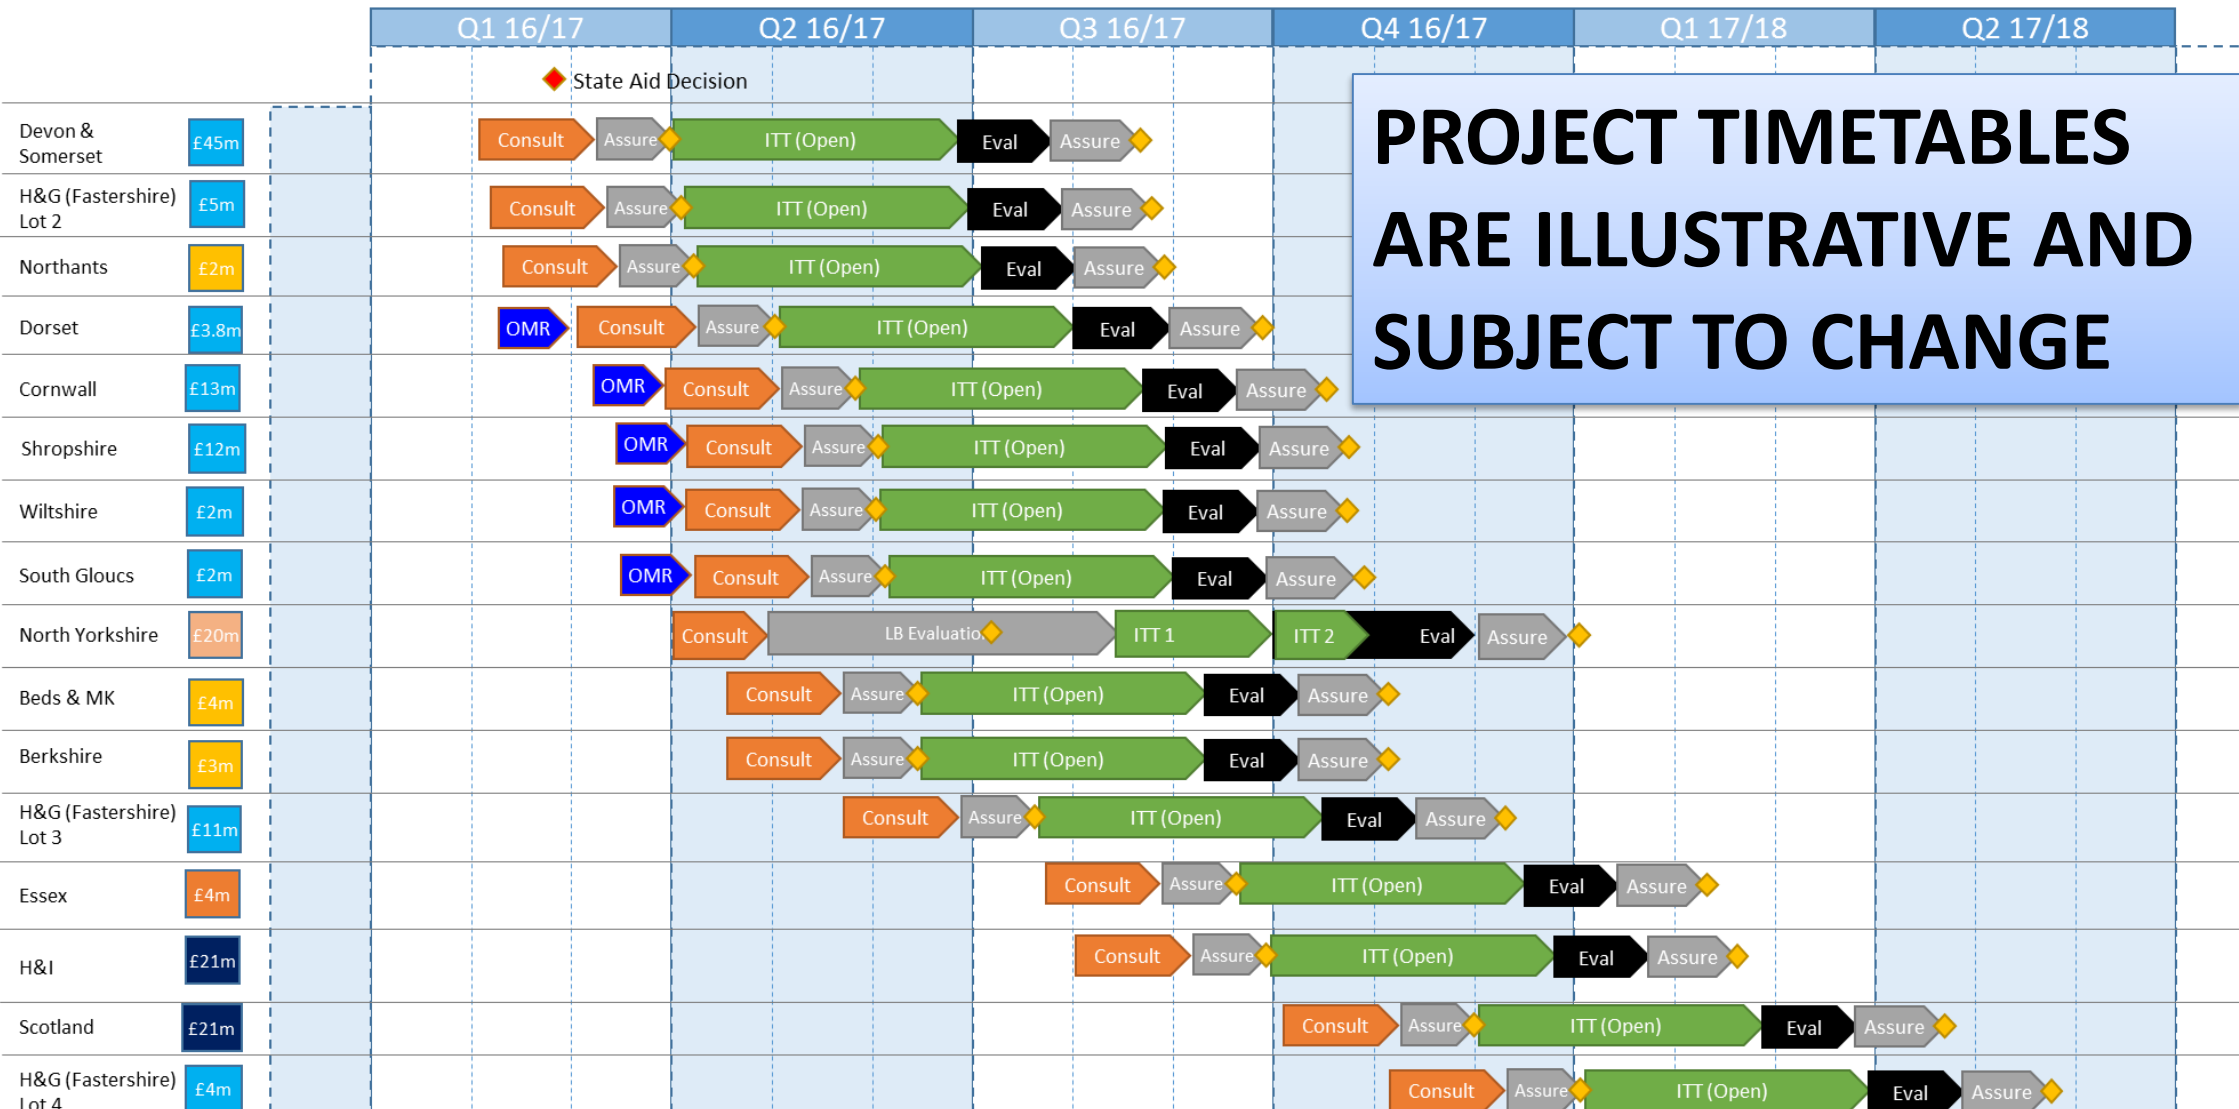 Q1 16/17 Q2 16/17 Q3 16/17 Q4 16/17 Q1 17/18 Q2 17/18
State Aid Decision
PROJECT TIMETABLES
ARE ILLUSTRATIVE AND
SUBJECT TO CHANGE
Devon &
Somerset
£45m Consult Assure ITT (Open) Eval Assure
H&G (Fastershire)
Lot 2
£5m Consult Assure ITT (Open) Eval Assure
Northants £2m Consult Assure ITT (Open) Eval Assure
Dorset £3.8m OMR Consult Assure ITT (Open) Eval Assure
Cornwall £13m OMR Consult Assure ITT (Open) Eval Assure
Shropshire £12m OMR Consult Assure ITT (Open) Eval Assure
Wiltshire £2m OMR Consult Assure ITT (Open) Eval Assure
South Gloucs £2m OMR Consult Assure ITT (Open) Eval Assure
North Yorkshire £20m Consult LB Evaluatio ITT 1 ITT 2 Eval Assure
Beds & MK £4m Consult Assure ITT (Open) Eval Assure
Berkshire £3m Consult Assure ITT (Open) Eval Assure
H&G (Fastershire)
Lot 3
£11m Consult Assure ITT (Open) Eval Assure
Essex £4m Consult Assure ITT (Open) Eval Assure
H&I £21m Consult Assure ITT (Open) Eval Assure
Scotland £21m Consult Assure ITT (Open) Eval Assure
H&G (Fastershire)
Lot 4
£4m Consult Assure ITT (Open) Eval Assure